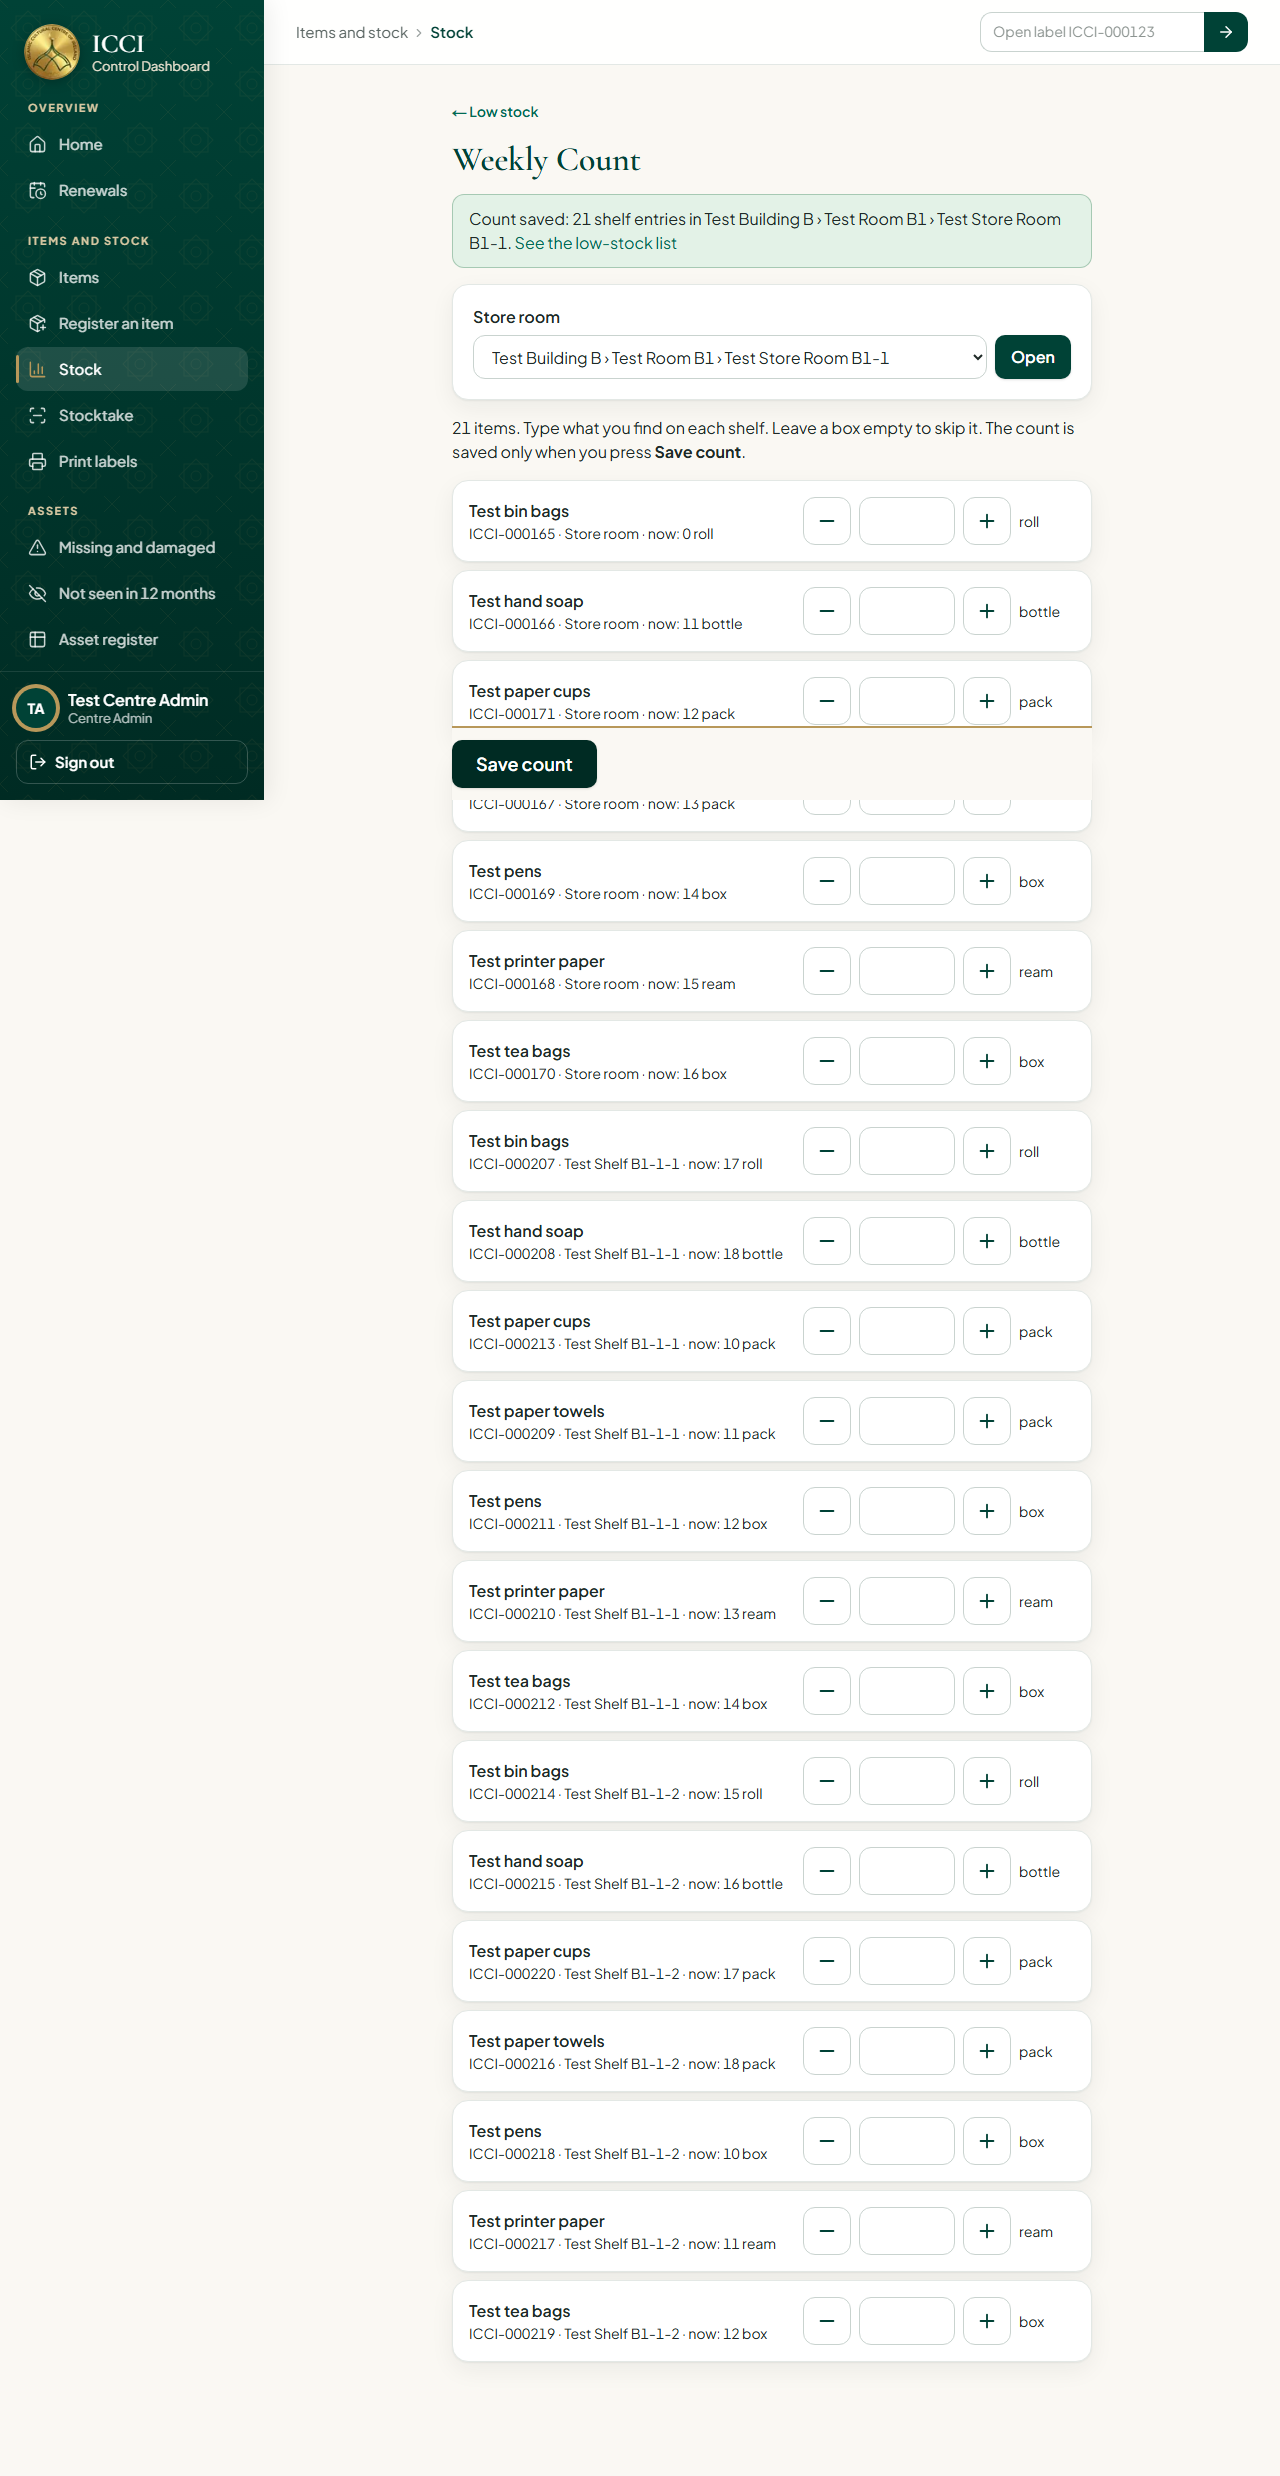 ICCI
Control Dashboard
OVERVIEW
Home
Renewals
ITEMS AND STOCK
Items
Register an item
Stock
Stocktake
Print labels
ASSETS
Missing and damaged
Not seen in 12 months
Asset register
TA
Test Centre Admin
Centre Admin
Sign out
Items and stock › Stock
Open label ICCI-000123
← Low stock
Weekly Count
Count saved: 21 shelf entries in Test Building B › Test Room B1 › Test Store Room
B1-1. See the low-stock list
Store room
Test Building B › Test Room B1 › Test Store Room B1-1
Open
21 items. Type what you find on each shelf. Leave a box empty to skip it. The count is
saved only when you press Save count.
Test bin bags
ICCI-000165 · Store room · now: 0 roll
roll
Test hand soap
ICCI-000166 · Store room · now: 11 bottle
bottle
Test paper cups
ICCI-000171 · Store room · now: 12 pack
pack
Save count
ICCI-000167 · Store room · now: 13 pack
Test pens
ICCI-000169 · Store room · now: 14 box
box
Test printer paper
ICCI-000168 · Store room · now: 15 ream
ream
Test tea bags
ICCI-000170 · Store room · now: 16 box
box
Test bin bags
ICCI-000207 · Test Shelf B1-1-1 · now: 17 roll
roll
Test hand soap
ICCI-000208 · Test Shelf B1-1-1 · now: 18 bottle
bottle
Test paper cups
ICCI-000213 · Test Shelf B1-1-1 · now: 10 pack
pack
Test paper towels
ICCI-000209 · Test Shelf B1-1-1 · now: 11 pack
pack
Test pens
ICCI-000211 · Test Shelf B1-1-1 · now: 12 box
box
Test printer paper
ICCI-000210 · Test Shelf B1-1-1 · now: 13 ream
ream
Test tea bags
ICCI-000212 · Test Shelf B1-1-1 · now: 14 box
box
Test bin bags
ICCI-000214 · Test Shelf B1-1-2 · now: 15 roll
roll
Test hand soap
ICCI-000215 · Test Shelf B1-1-2 · now: 16 bottle
bottle
Test paper cups
ICCI-000220 · Test Shelf B1-1-2 · now: 17 pack
pack
Test paper towels
ICCI-000216 · Test Shelf B1-1-2 · now: 18 pack
pack
Test pens
ICCI-000218 · Test Shelf B1-1-2 · now: 10 box
box
Test printer paper
ICCI-000217 · Test Shelf B1-1-2 · now: 11 ream
ream
Test tea bags
ICCI-000219 · Test Shelf B1-1-2 · now: 12 box
box